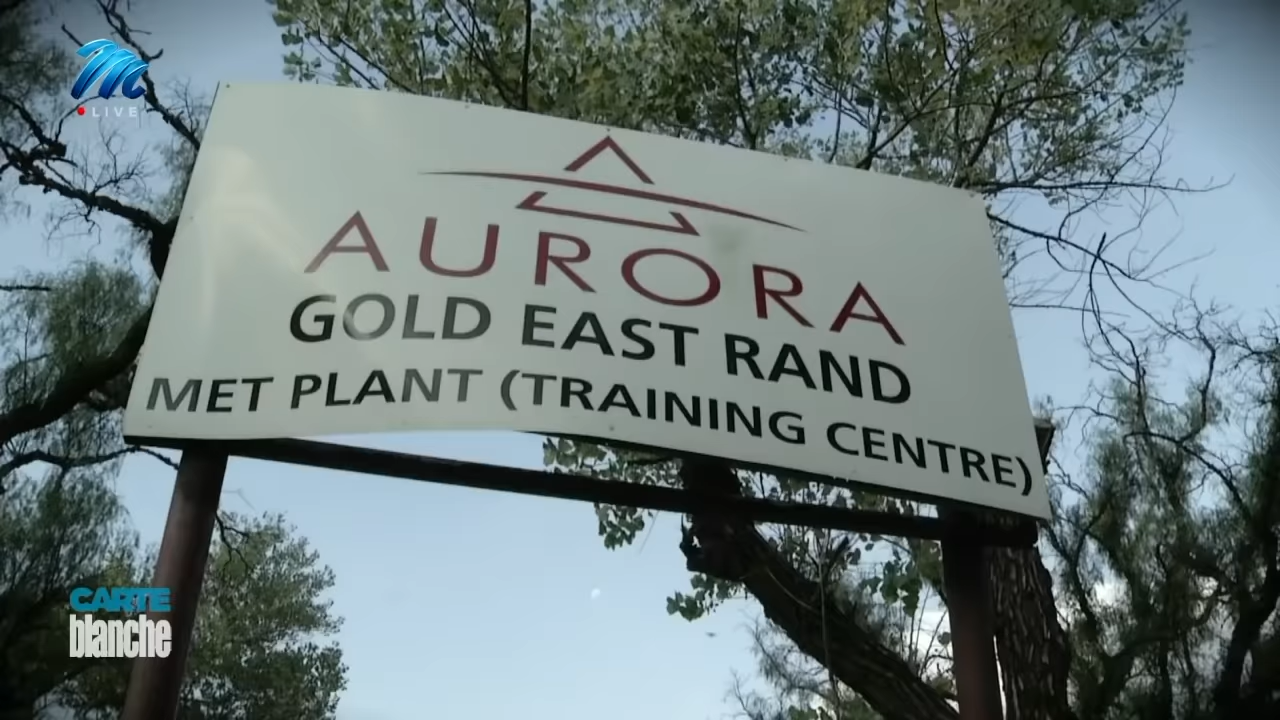 LIVE
AURORA
GOLD EAST RAND
MET PLANT (TRAINING CENTRE)
CARTE
blanche